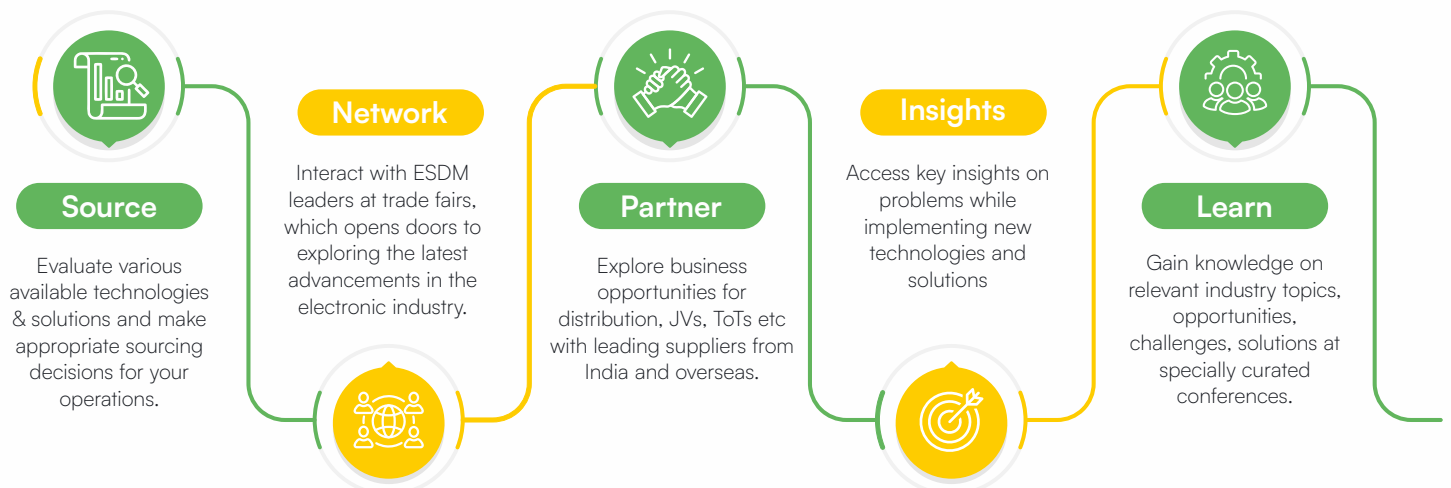 Source
Evaluate various
available technologies
& solutions and make
appropriate sourcing
decisions for your
operations.
Network
Interact with ESDM
leaders at trade fairs,
which opens doors to
exploring the latest
advancements in the
electronic industry.
Partner
Explore business
opportunities for
distribution, JVs, ToTs etc
with leading suppliers from
India and overseas.
Insights
Access key insights on
problems while
implementing new
technologies and
solutions
Learn
Gain knowledge on
relevant industry topics,
opportunities,
challenges, solutions at
specially curated
conferences.